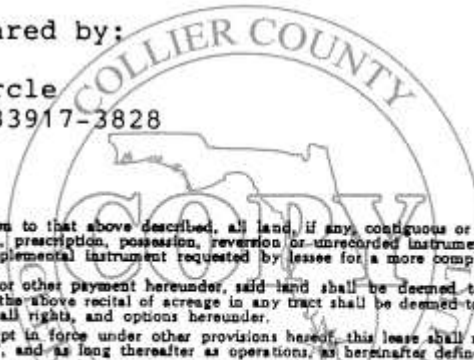 ared by:
COLLIER COUNTY
rcle
33917-3828
COPY
n to that above described, all land, if any, contiguous or
, prescription, possession, reversion or unrecorded instrume
plemental instrument requested by lessee for a more comp
or other payment hereunder, said land shall be deemed t
the above recital of acreage in any tract shall be deemed to
all rights, and options hereunder.
pt in force under other provisions hereof, this lease shall
, and as long thereafter as operations, as hereinafter def